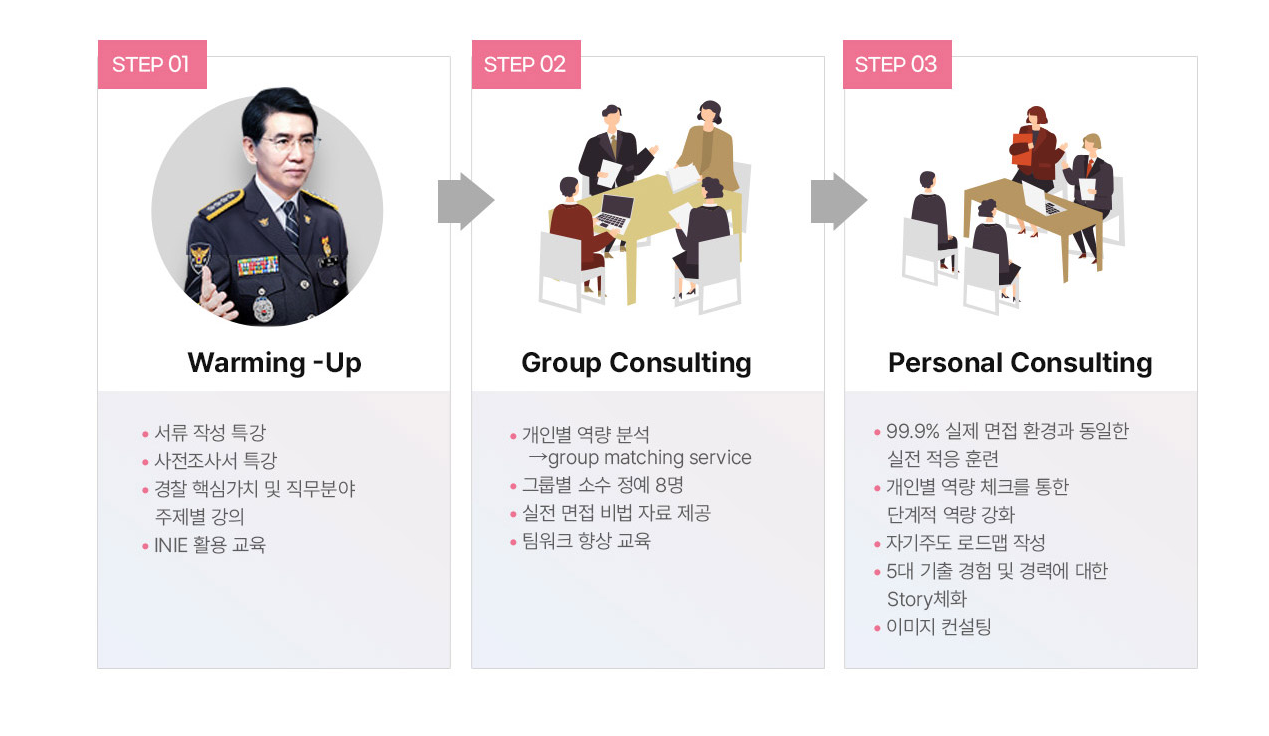 STEP 01
Warming -Up
• 서류 작성 특강
• 사전조사서 특강
• 경찰 핵심가치 및 직무분야
주제별 강의
• INIE 활용 교육
STEP 02
Group Consulting
• 개인별 역량 분석
→group matching service
• 그룹별 소수 정예 8명
• 실전 면접 비법 자료 제공
• 팀워크 향상 교육
STEP 03
Personal Consulting
• 99.9% 실제 면접 환경과 동일한
실전 적응 훈련
• 개인별 역량 체크를 통한
단계적 역량 강화
• 자기주도 로드맵 작성
• 5대 기출 경험 및 경력에 대한
Story체화
• 이미지 컨설팅